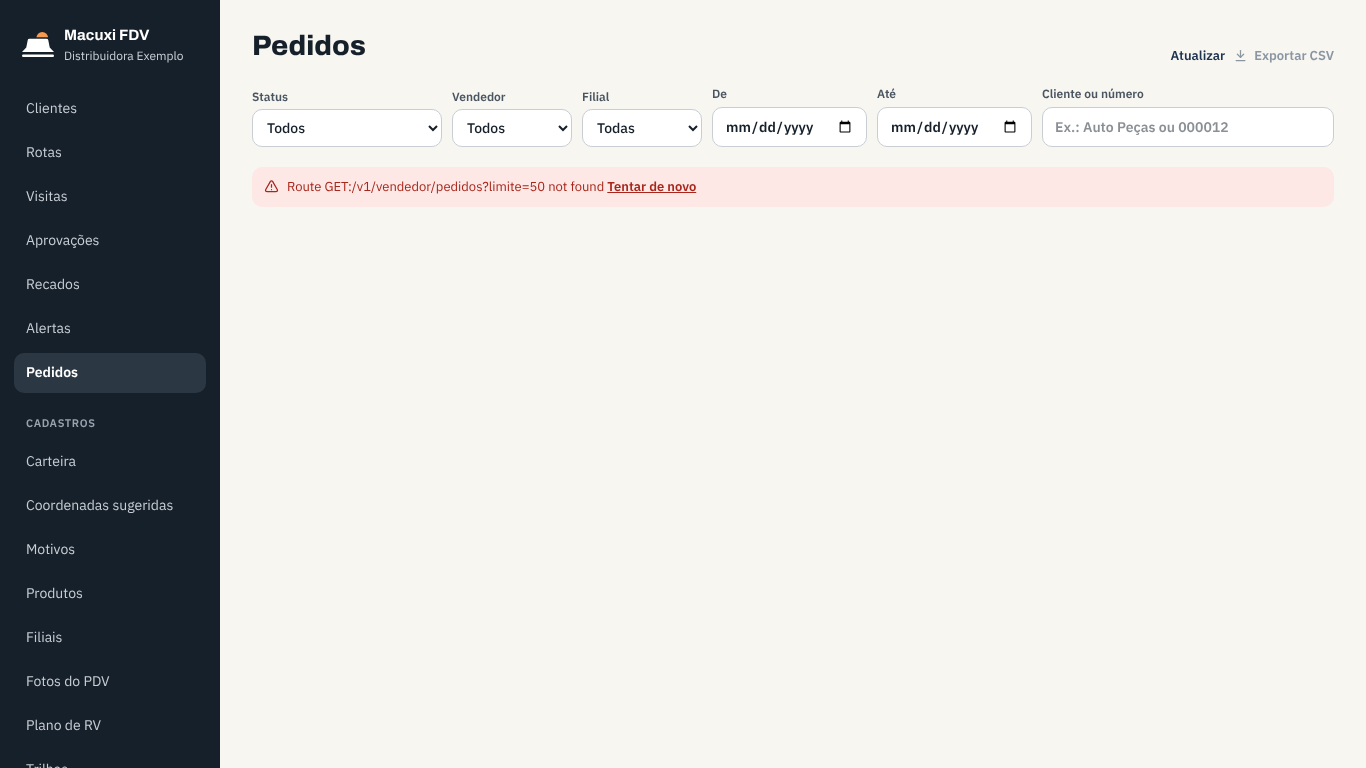 Macuxi FDV
Distribuidora Exemplo
Clientes
Rotas
Visitas
Aprovações
Recados
Alertas
Pedidos
CADASTROS
Carteira
Coordenadas sugeridas
Motivos
Produtos
Filiais
Fotos do PDV
Plano de RV
Pedidos
Atualizar
Exportar CSV
Status
Todos
Vendedor
Todos
Filial
Todas
De
mm/dd/yyyy
Até
mm/dd/yyyy
Cliente ou número
Ex.: Auto Peças ou 000012
Route GET:/v1/vendedor/pedidos?limite=50 not found Tentar de novo